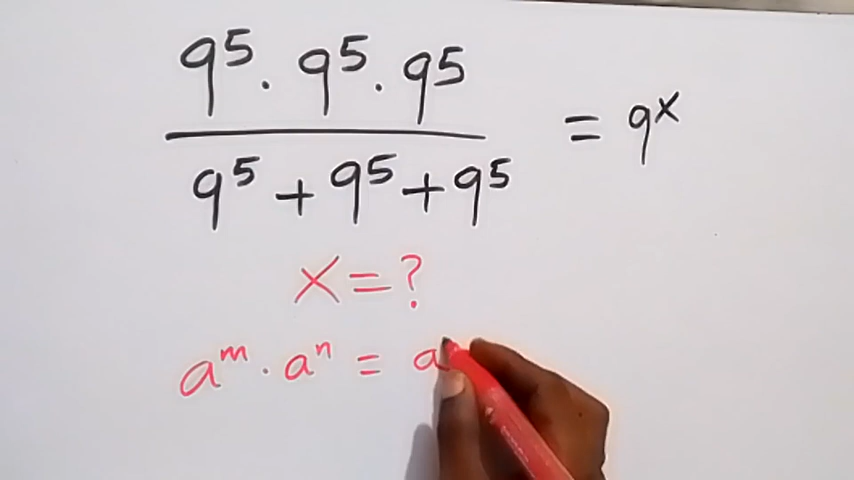 9⁵ · 9⁵ · 9⁵
9⁵ + 9⁵ + 9⁵
= 9ˣ
x = ?
aᵐ · aⁿ = a